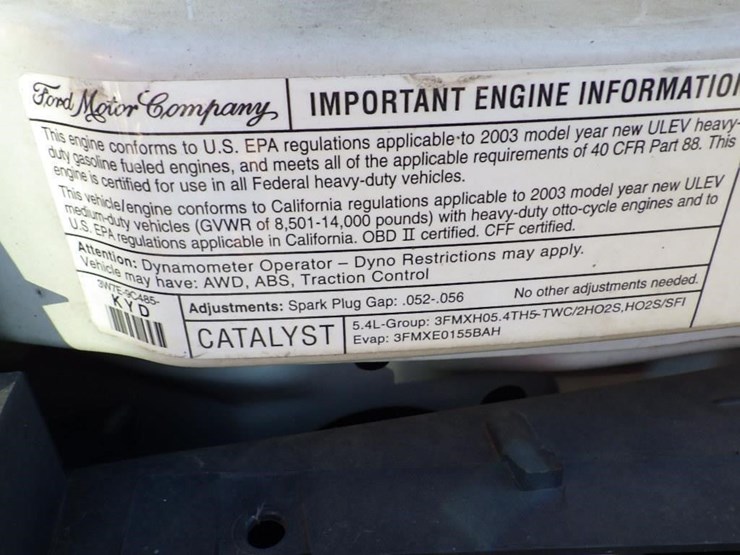 Ford Motor Company IMPORTANT ENGINE INFORMATION
This engine conforms to U.S. EPA regulations applicable to 2003 model year new ULEV heavy-
duty gasoline fueled engines, and meets all of the applicable requirements of 40 CFR Part 88. This
engine is certified for use in all Federal heavy-duty vehicles.
This vehicle/engine conforms to California regulations applicable to 2003 model year new ULEV
medium-duty vehicles (GVWR of 8,501-14,000 pounds) with heavy-duty otto-cycle engines and to
U.S. EPA regulations applicable in California. OBD II certified. CFF certified.
Attention: Dynamometer Operator – Dyno Restrictions may apply.
Vehicle may have: AWD, ABS, Traction Control
3W7E-9C485-
KYD
Adjustments: Spark Plug Gap: .052-.056 No other adjustments needed.
CATALYST
5.4L-Group: 3FMXH05.4TH5-TWC/2HO2S,HO2S/SFI
Evap: 3FMXE0155BAH